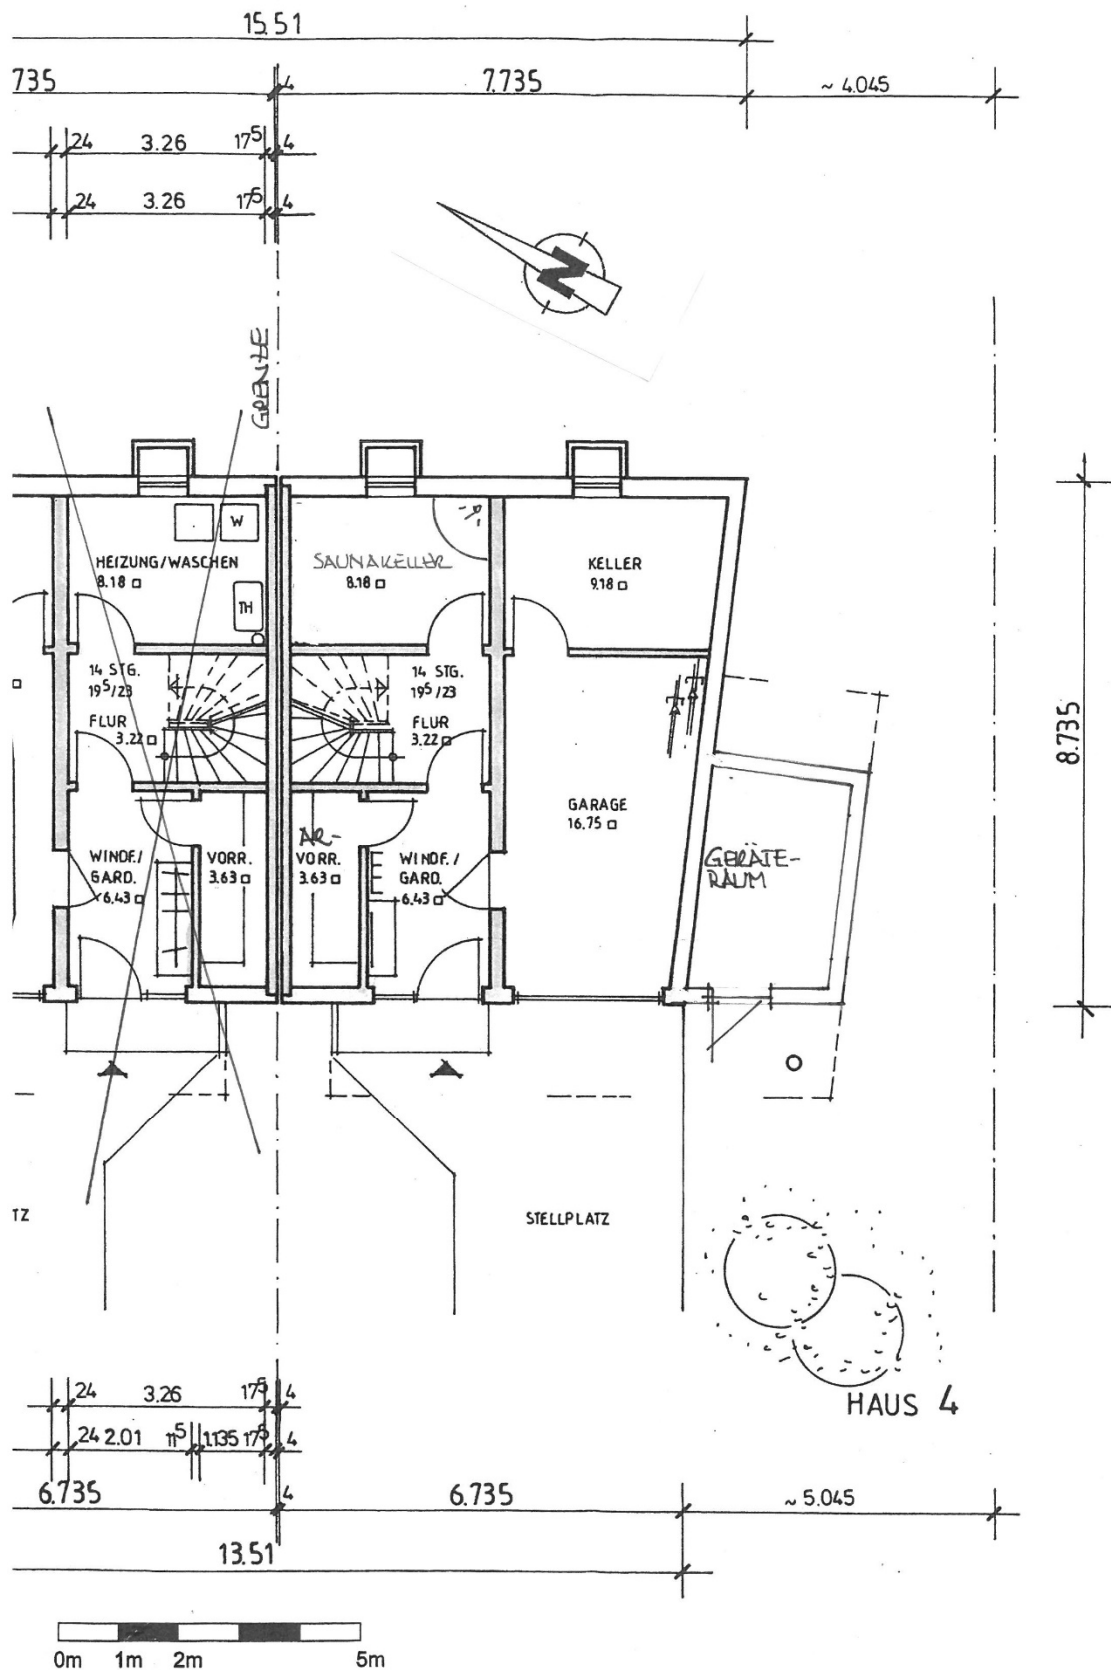 15.51
735 4 7.735 ~ 4.045
24 3.26 17⁵ 4
24 3.26 17⁵ 4
N
GRENZE
W
HEIZUNG/WASCHEN
8.18 □
TH
SAUNAKELLER
8.18 □
KELLER
9.18 □
14 STG.
19⁵/23
FLUR
3.22 □
14 STG.
19⁵/23
FLUR
3.22 □
8.735
GARAGE
16.75 □
WINDF./
GARD.
6.43 □
VORR.
3.63 □
AR-
VORR.
3.63 □
WINDF./
GARD.
6.43 □
GERÄTE-
RAUM
TZ
STELLPLATZ
HAUS 4
24 3.26 17⁵ 4
24 2.01 11⁵ 1.135 17⁵ 4
6.735 4 6.735 ~ 5.045
13.51
0m 1m 2m 5m